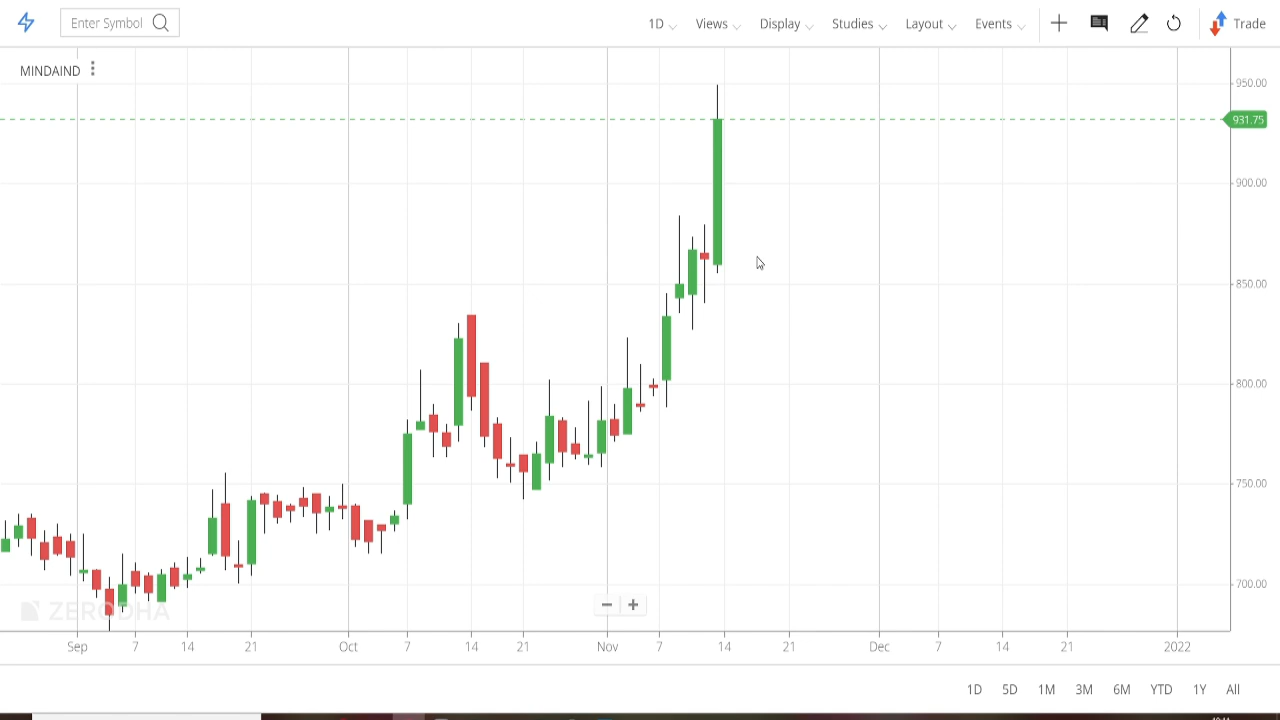 Enter Symbol 1D Views Display Studies Layout Events Trade
MINDAIND
950.00
931.75
900.00
850.00
800.00
750.00
700.00
ZERODHA
Sep 7 14 21 Oct 7 14 21 Nov 7 14 21 Dec 7 14 21 2022
1D 5D 1M 3M 6M YTD 1Y All